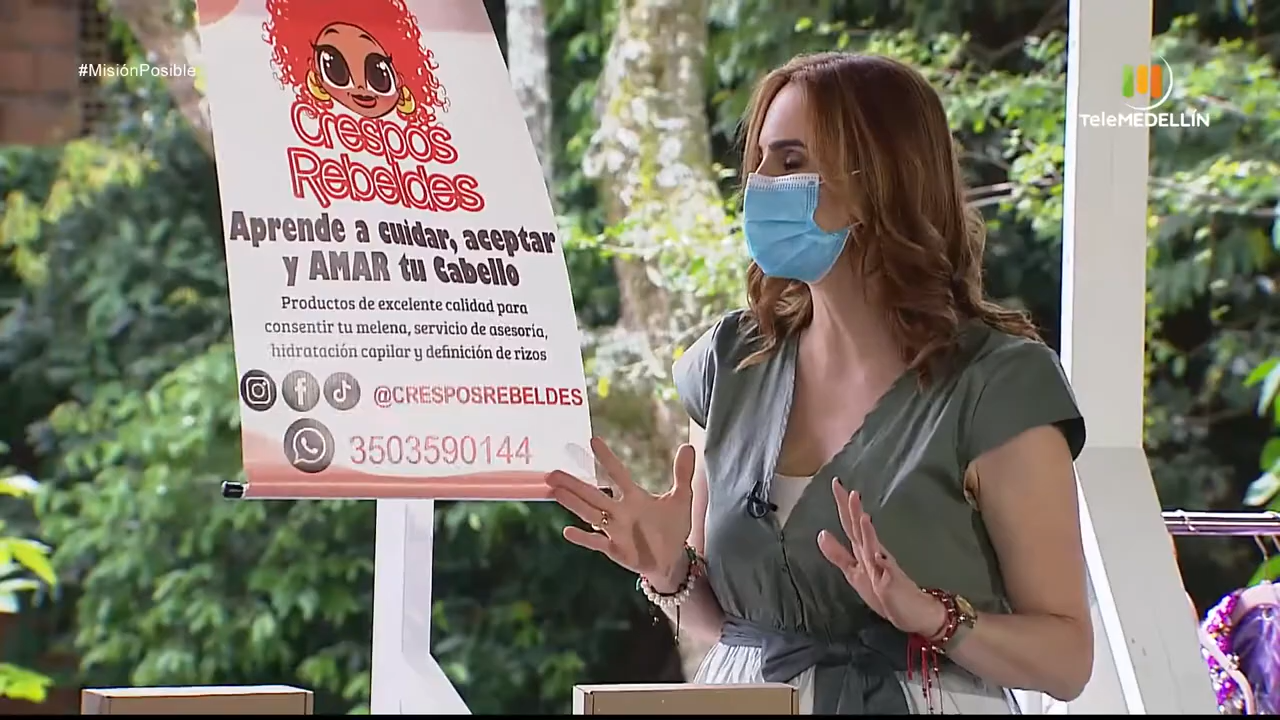 #MisiónPosible
TeleMEDELLÍN
Crespos
Rebeldes
Aprende a cuidar, aceptar
y AMAR tu Cabello
Productos de excelente calidad para
consentir tu melena, servicio de asesoría,
hidratación capilar y definición de rizos
@CRESPOSREBELDES
3503590144